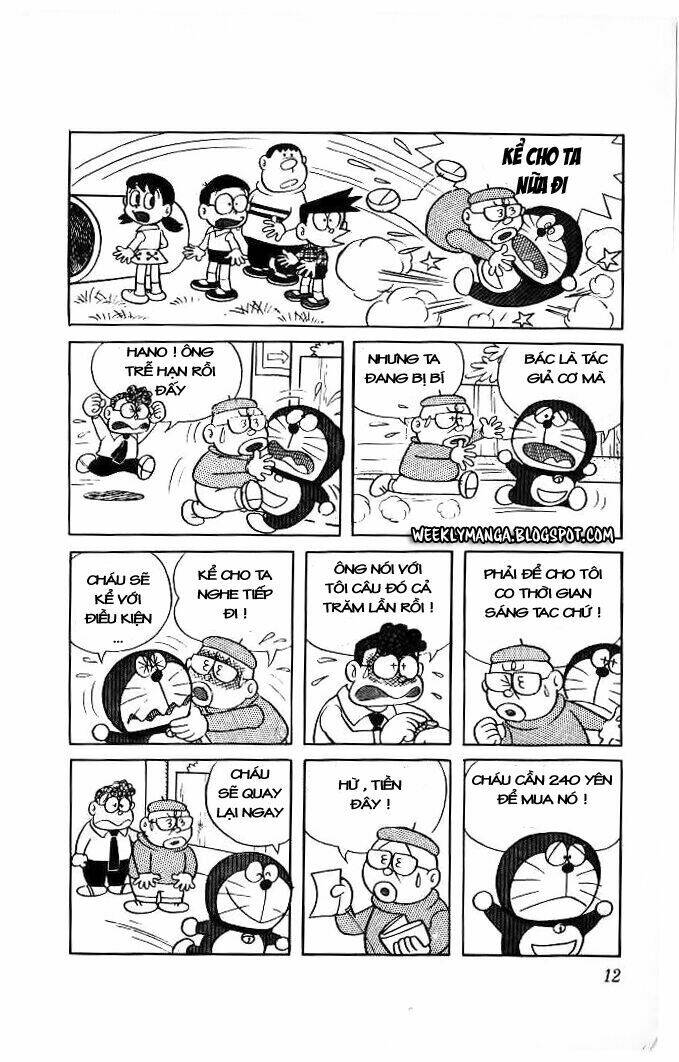 KỂ CHO TA
NỮA ĐI
BÁC LÀ TÁC
GIẢ CƠ MÀ
NHƯNG TA
ĐANG BỊ BÍ
WEEKLYMANGA.BLOGSPOT.COM
HANO ! ÔNG
TRỄ HẠN RỒI
ĐẤY
PHẢI ĐỂ CHO TÔI
CO THỜI GIAN
SÁNG TAC CHỨ !
ÔNG NÓI VỚI
TÔI CÂU ĐÓ CẢ
TRĂM LẦN RỒI !
KỂ CHO TA
NGHE TIẾP
ĐI !
CHÁU SẼ
KỂ VỚI
ĐIỀU KIỆN
...
CHÁU CẦN 240 YÊN
ĐỂ MUA NÓ !
HỪ , TIỀN
ĐÂY !
CHÁU
SẼ QUAY
LẠI NGAY
12